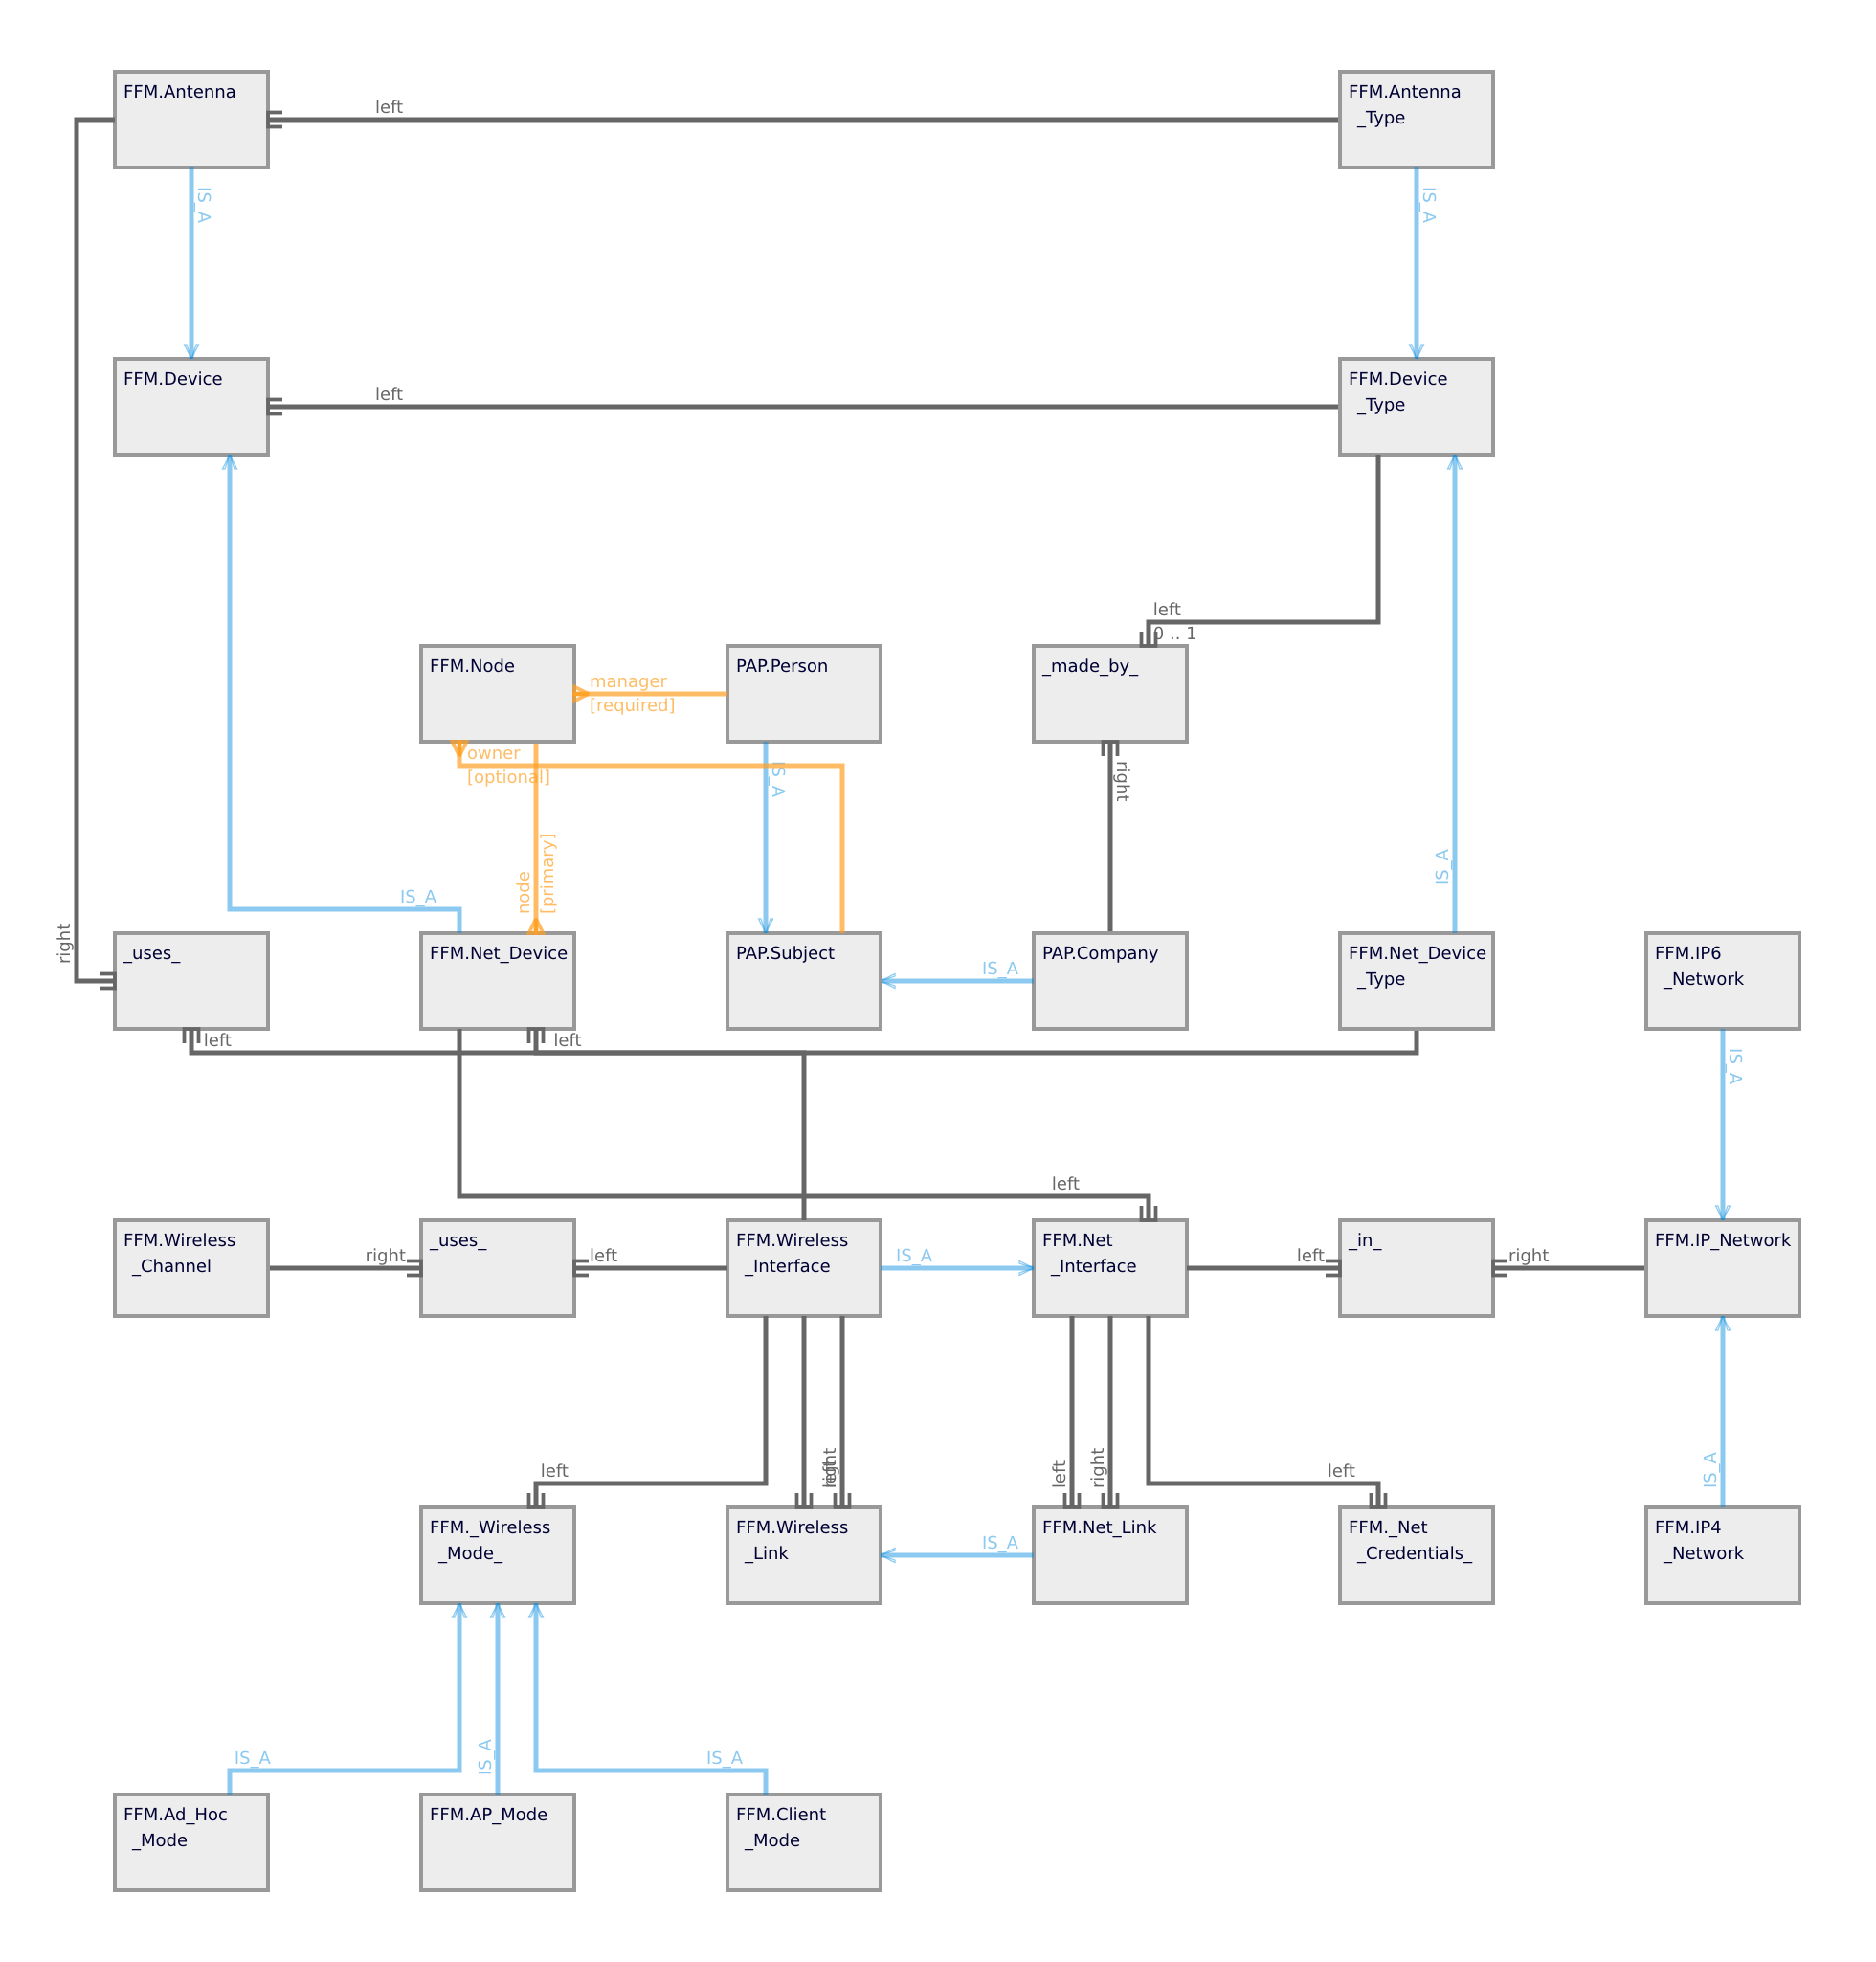 FFM.Antenna
left
FFM.Antenna
_Type
IS_A
IS_A
FFM.Device
left
FFM.Device
_Type
left
0 .. 1
FFM.Node
manager
[required]
PAP.Person
_made_by_
owner
[optional]
IS_A
right
node
[primary]
IS_A
IS_A
right
_uses_
FFM.Net_Device
PAP.Subject
IS_A
PAP.Company
FFM.Net_Device
_Type
FFM.IP6
_Network
left
left
IS_A
left
FFM.Wireless
_Channel
right
_uses_
left
FFM.Wireless
_Interface
IS_A
FFM.Net
_Interface
left
_in_
right
FFM.IP_Network
left
left
right
left
right
left
IS_A
FFM._Wireless
_Mode_
FFM.Wireless
_Link
IS_A
FFM.Net_Link
FFM._Net
_Credentials_
FFM.IP4
_Network
IS_A
IS_A
IS_A
FFM.Ad_Hoc
_Mode
FFM.AP_Mode
FFM.Client
_Mode